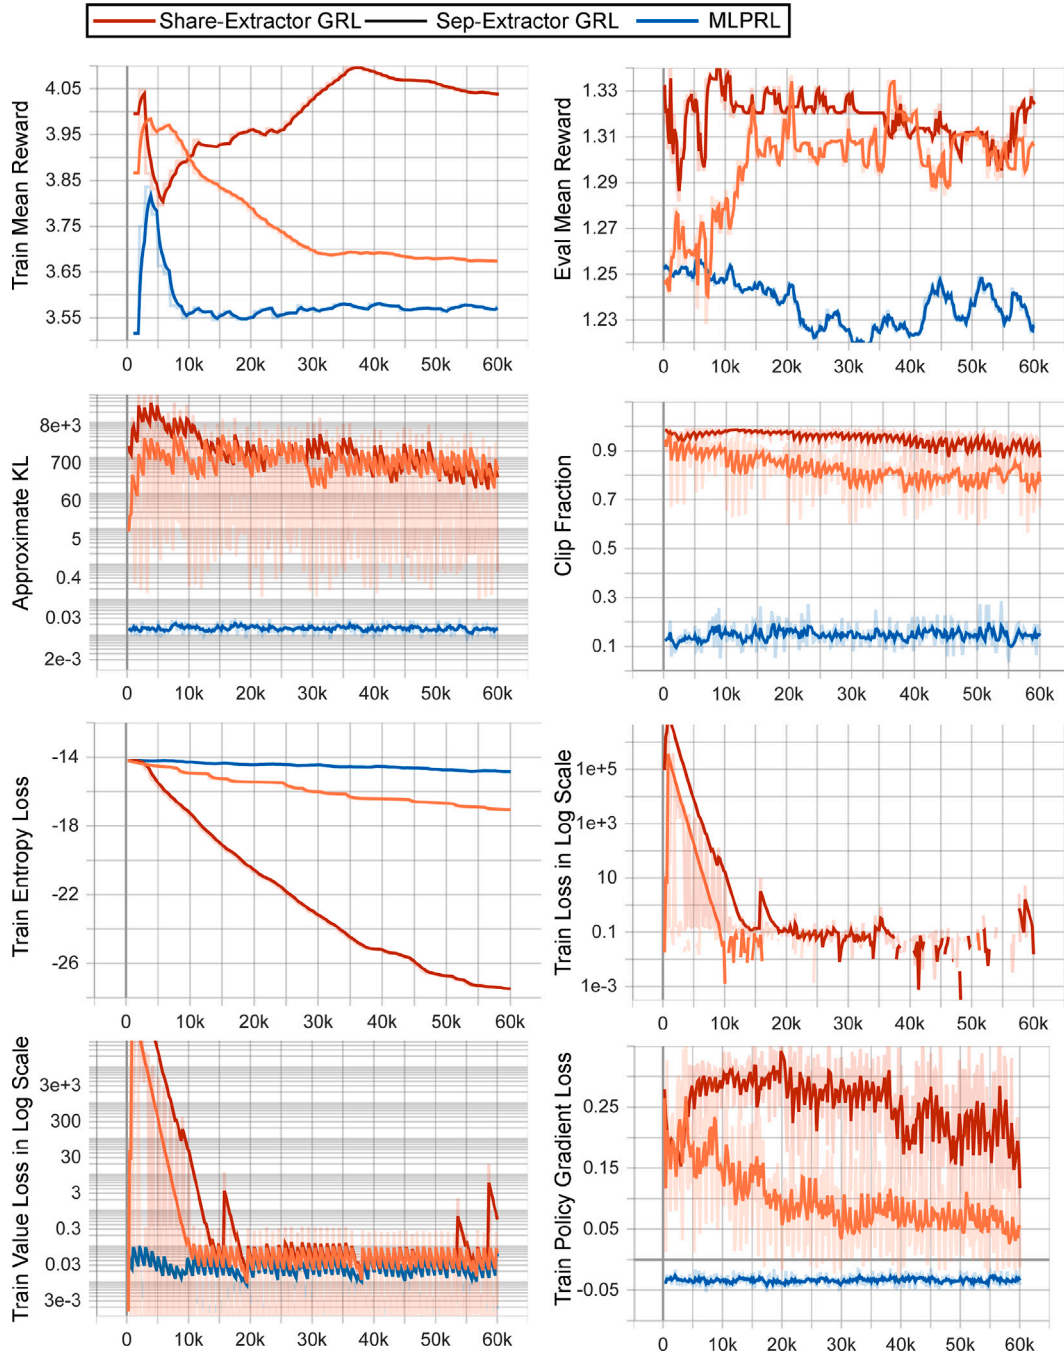 Share-Extractor GRL Sep-Extractor GRL MLPRL
Train Mean Reward
4.05
3.95
3.85
3.75
3.65
3.55
0 10k 20k 30k 40k 50k 60k
Eval Mean Reward
1.33
1.31
1.29
1.27
1.25
1.23
0 10k 20k 30k 40k 50k 60k
Approximate KL
8e+3
700
60
5
0.4
0.03
2e-3
0 10k 20k 30k 40k 50k 60k
Clip Fraction
0.9
0.7
0.5
0.3
0.1
0 10k 20k 30k 40k 50k 60k
Train Entropy Loss
-14
-18
-22
-26
0 10k 20k 30k 40k 50k 60k
Train Loss in Log Scale
1e+5
1e+3
10
0.1
1e-3
0 10k 20k 30k 40k 50k 60k
Train Value Loss in Log Scale
3e+3
300
30
3
0.3
0.03
3e-3
0 10k 20k 30k 40k 50k 60k
Train Policy Gradient Loss
0.25
0.15
0.05
-0.05
0 10k 20k 30k 40k 50k 60k